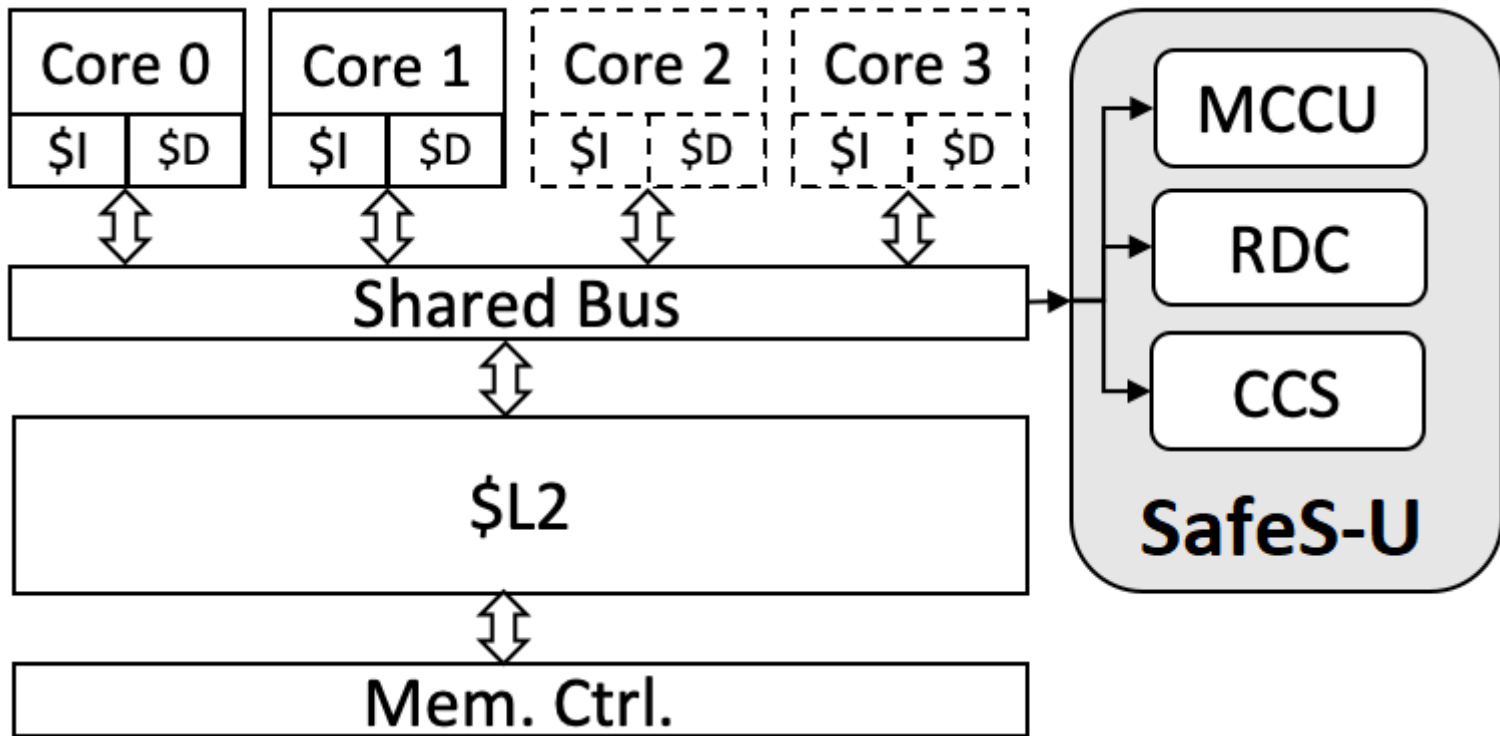 Core 0
$I
$D
Core 1
$I
$D
Core 2
$I
$D
Core 3
$I
$D
Shared Bus
$L2
Mem. Ctrl.
MCCU
RDC
CCS
SafeS-U